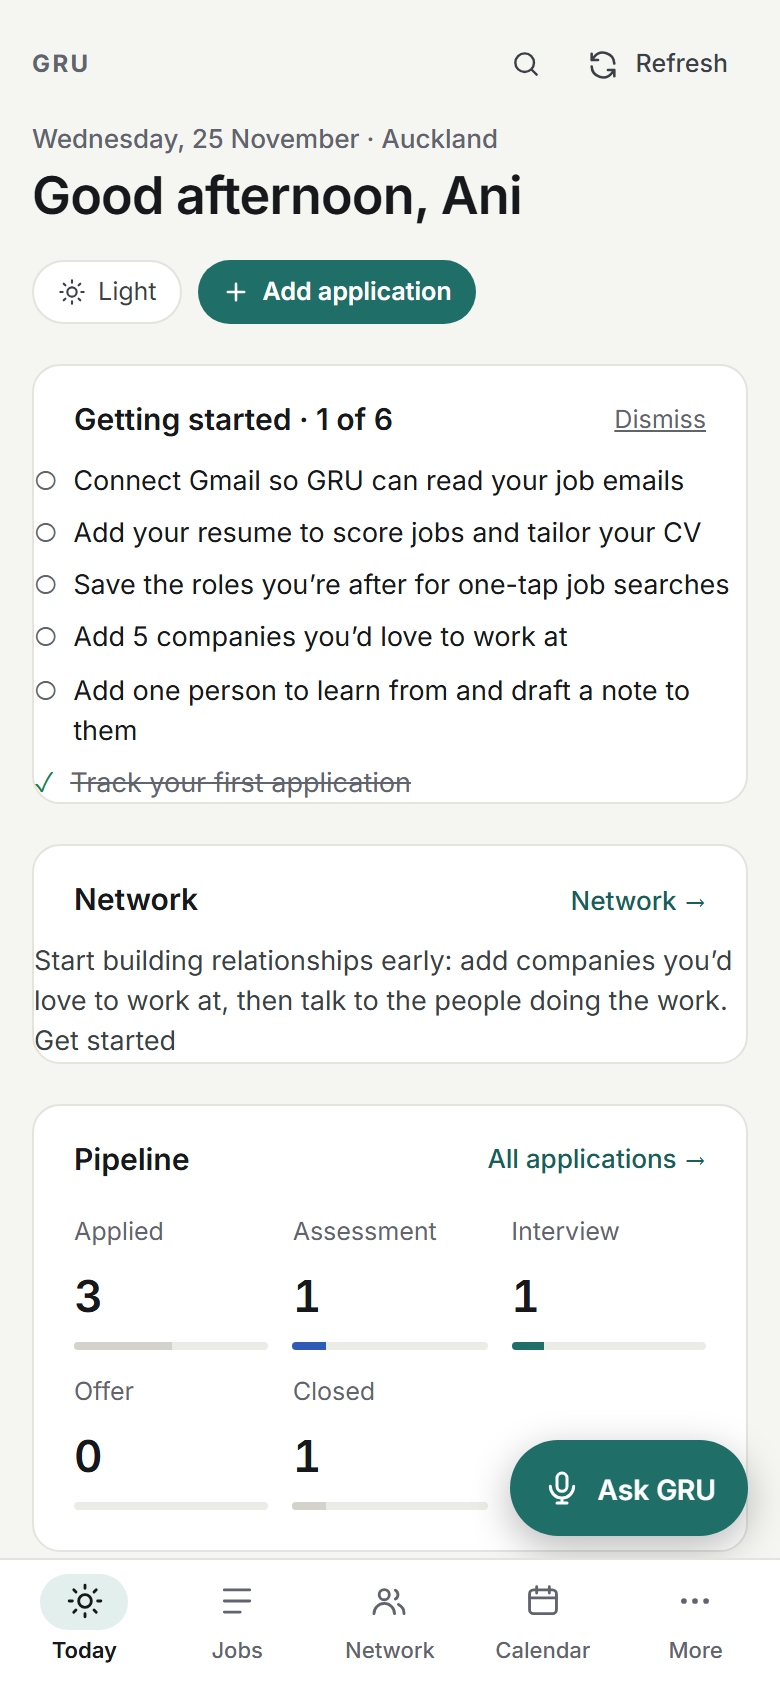 GRU
Refresh
Wednesday, 25 November · Auckland
Good afternoon, Ani
Light
Add application
Getting started · 1 of 6
Dismiss
Connect Gmail so GRU can read your job emails
Add your resume to score jobs and tailor your CV
Save the roles you’re after for one-tap job searches
Add 5 companies you’d love to work at
Add one person to learn from and draft a note to
them
✓ Track your first application
Network
Network →
Start building relationships early: add companies you’d
love to work at, then talk to the people doing the work.
Get started
Pipeline
All applications →
Applied
Assessment
Interview
3
1
1
Offer
Closed
0
1
Ask GRU
Today
Jobs
Network
Calendar
More